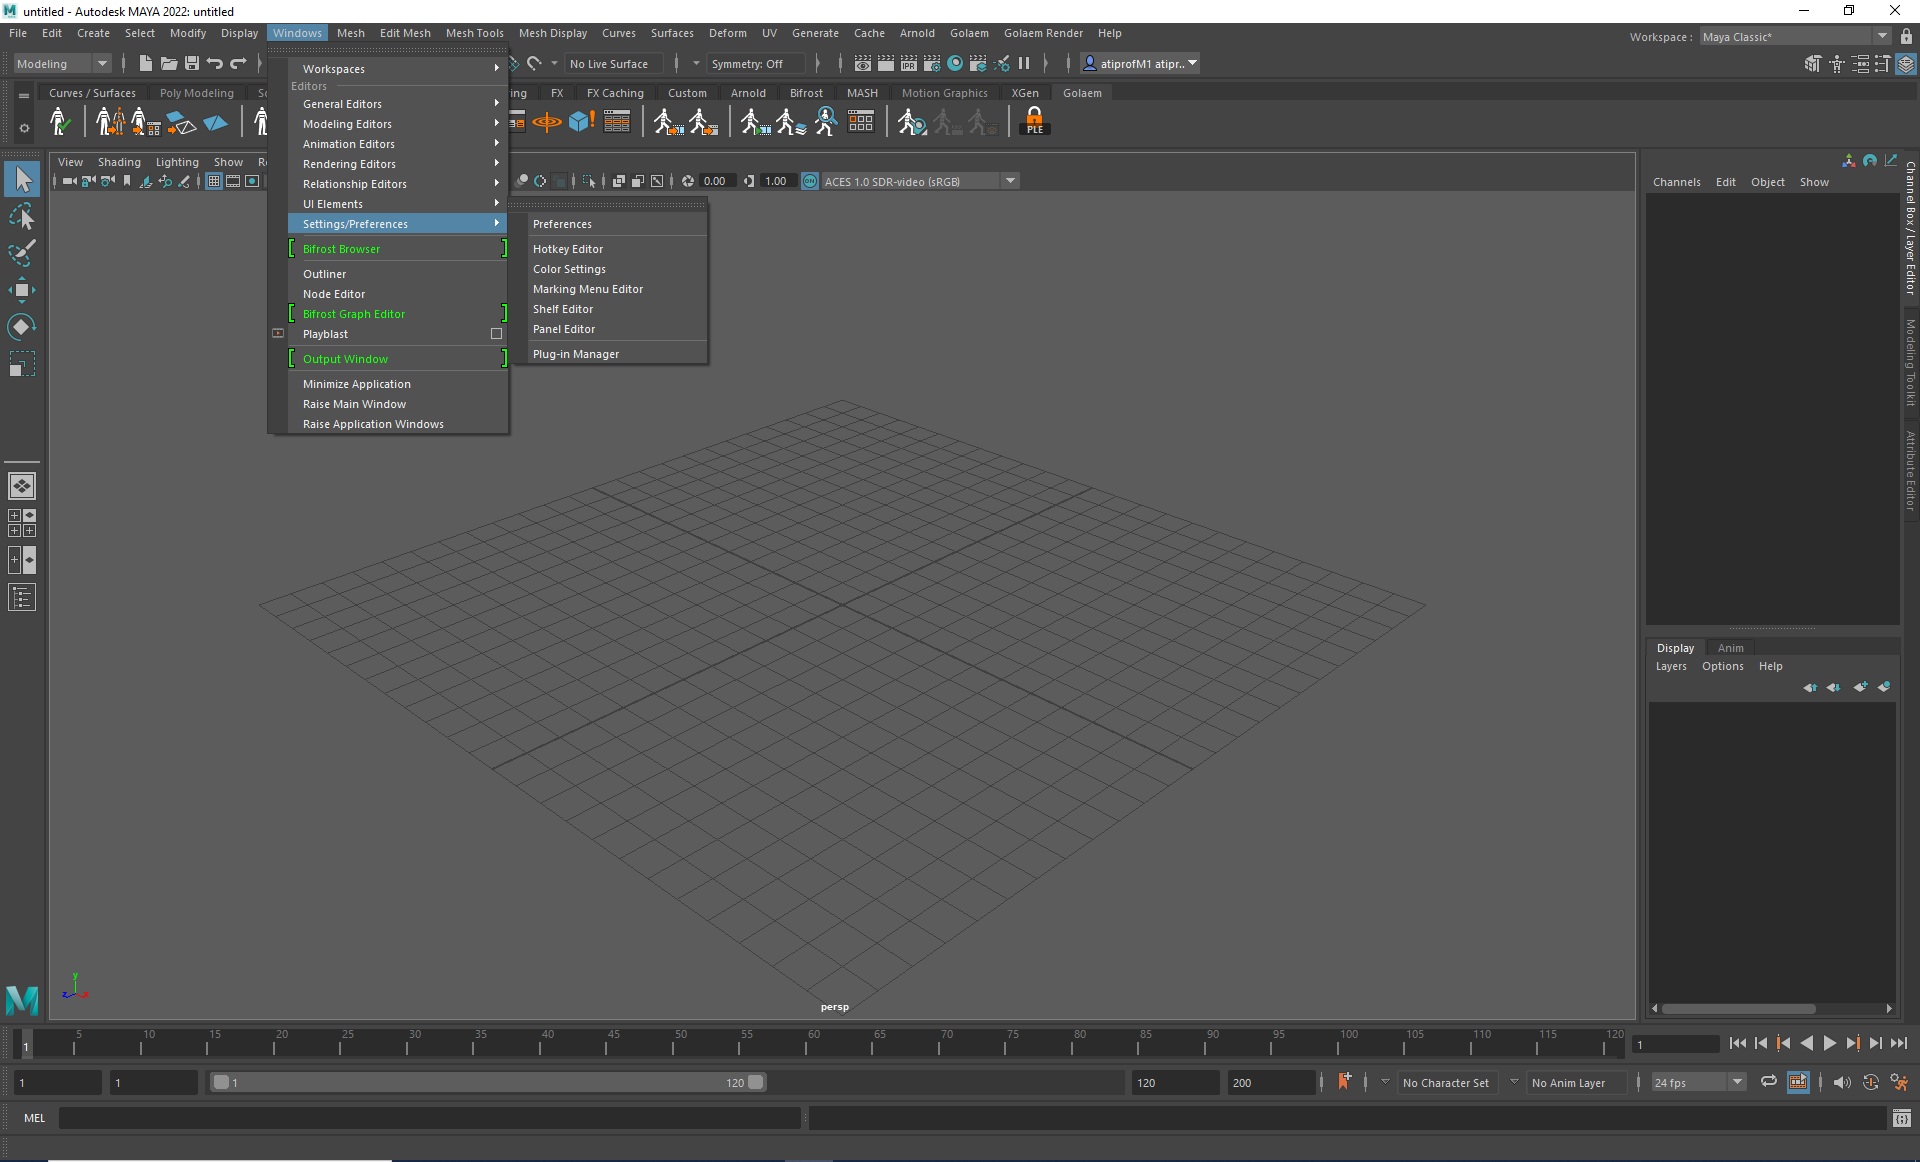 untitled - Autodesk MAYA 2022: untitled
File Edit Create Select Modify Display Windows Mesh Edit Mesh Mesh Tools Mesh Display Curves Surfaces Deform UV Generate Cache Arnold Golaem Golaem Render Help
Workspace : Maya Classic*
Modeling No Live Surface Symmetry: Off IPR atiprofM1 atipr..
Curves / Surfaces Poly Modeling FX FX Caching Custom Arnold Bifrost MASH Motion Graphics XGen Golaem
PLE
View Shading Lighting Show
0.00 1.00 ON ACES 1.0 SDR-video (sRGB)
Workspaces
Editors
General Editors
Modeling Editors
Animation Editors
Rendering Editors
Relationship Editors
UI Elements
Settings/Preferences
Bifrost Browser
Outliner
Node Editor
Bifrost Graph Editor
Playblast
Output Window
Minimize Application
Raise Main Window
Raise Application Windows
Preferences
Hotkey Editor
Color Settings
Marking Menu Editor
Shelf Editor
Panel Editor
Plug-in Manager
Channels Edit Object Show
Channel Box / Layer Editor
Modeling Toolkit
Attribute Editor
Display Anim
Layers Options Help
y
z x
persp
M
5 10 15 20 25 30 35 40 45 50 55 60 65 70 75 80 85 90 95 100 105 110 115 120
1 1
1 1 1 120 120 200 No Character Set No Anim Layer 24 fps
MEL